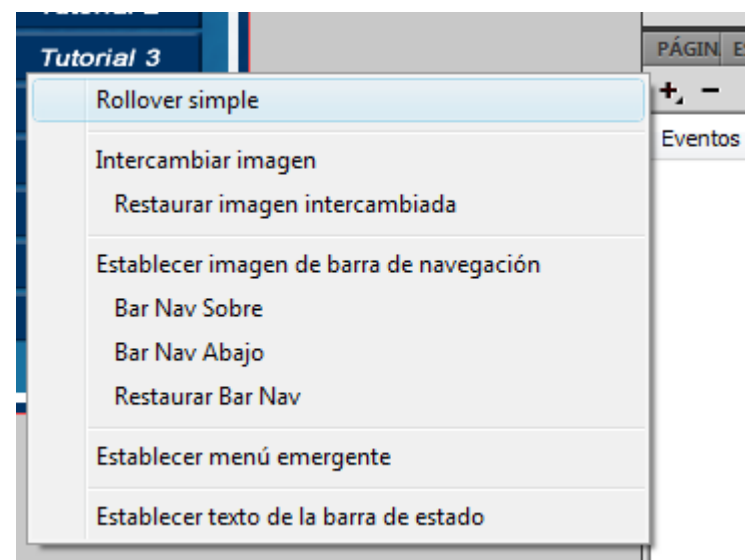 Tutorial 3
PÁGIN
Rollover simple
Eventos
Intercambiar imagen
Restaurar imagen intercambiada
Establecer imagen de barra de navegación
Bar Nav Sobre
Bar Nav Abajo
Restaurar Bar Nav
Establecer menú emergente
Establecer texto de la barra de estado